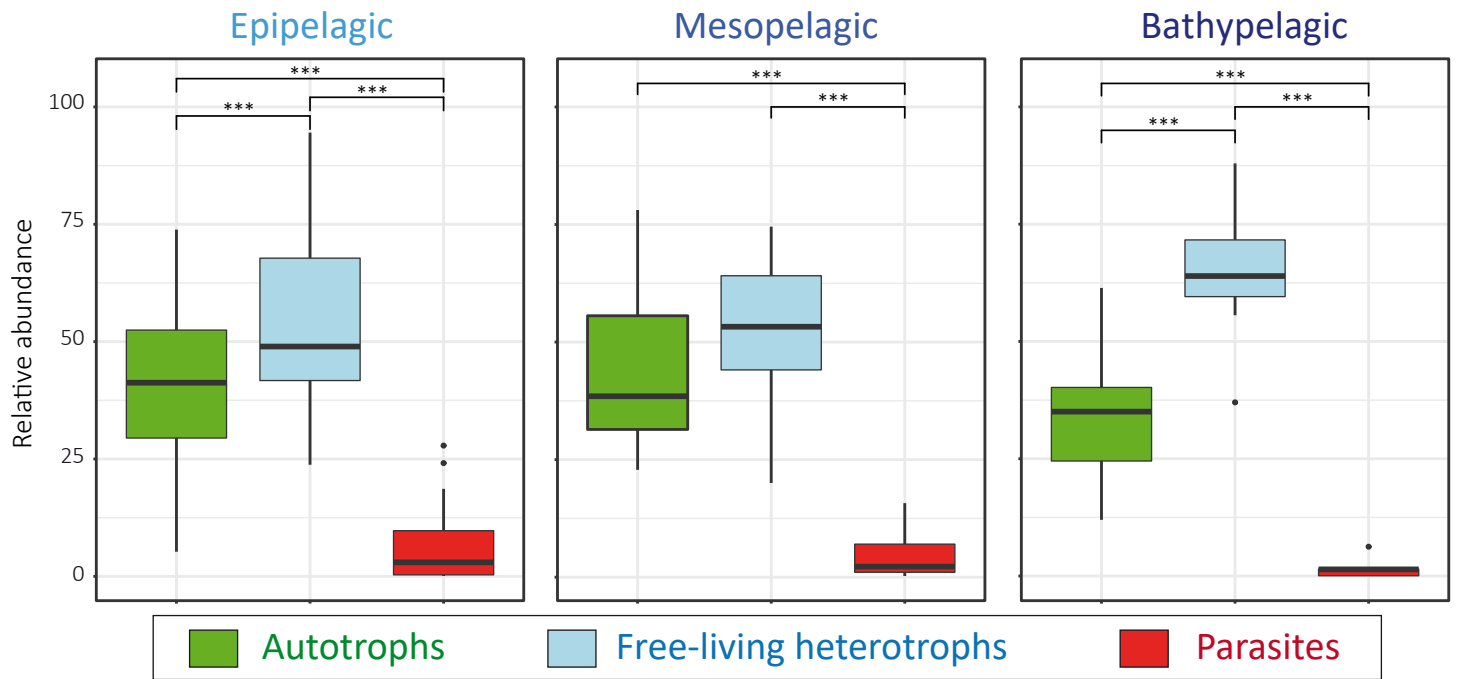 Epipelagic Mesopelagic Bathypelagic
*** *** ***
*** *** ***
*** ***
100
75
50
25
0
Relative abundance
Autotrophs Free-living heterotrophs Parasites